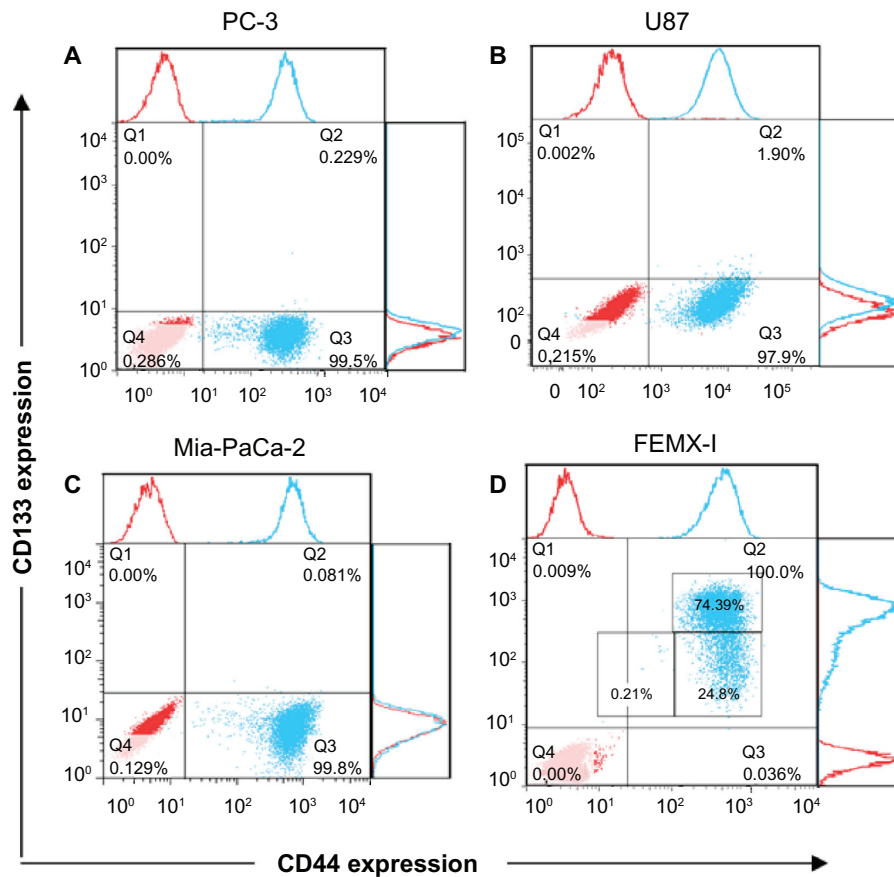 PC-3
A
Q1
0.00%
Q2
0.229%
Q4
0.286%
Q3
99.5%
10⁴
10³
10²
10¹
10⁰
10⁰ 10¹ 10² 10³ 10⁴
U87
B
Q1
0.002%
Q2
1.90%
Q4
0,215%
Q3
97.9%
10⁵
10⁴
10³
10²
0
0 10² 10³ 10⁴ 10⁵
Mia-PaCa-2
C
Q1
0.00%
Q2
0.081%
Q4
0.129%
Q3
99.8%
10⁴
10³
10²
10¹
10⁰
10⁰ 10¹ 10² 10³ 10⁴
FEMX-I
D
Q1
0.009%
Q2
100.0%
74.39%
0.21%
24.8%
Q4
0.00%
Q3
0.036%
10⁴
10³
10²
10¹
10⁰
10⁰ 10¹ 10² 10³ 10⁴
CD133 expression
CD44 expression